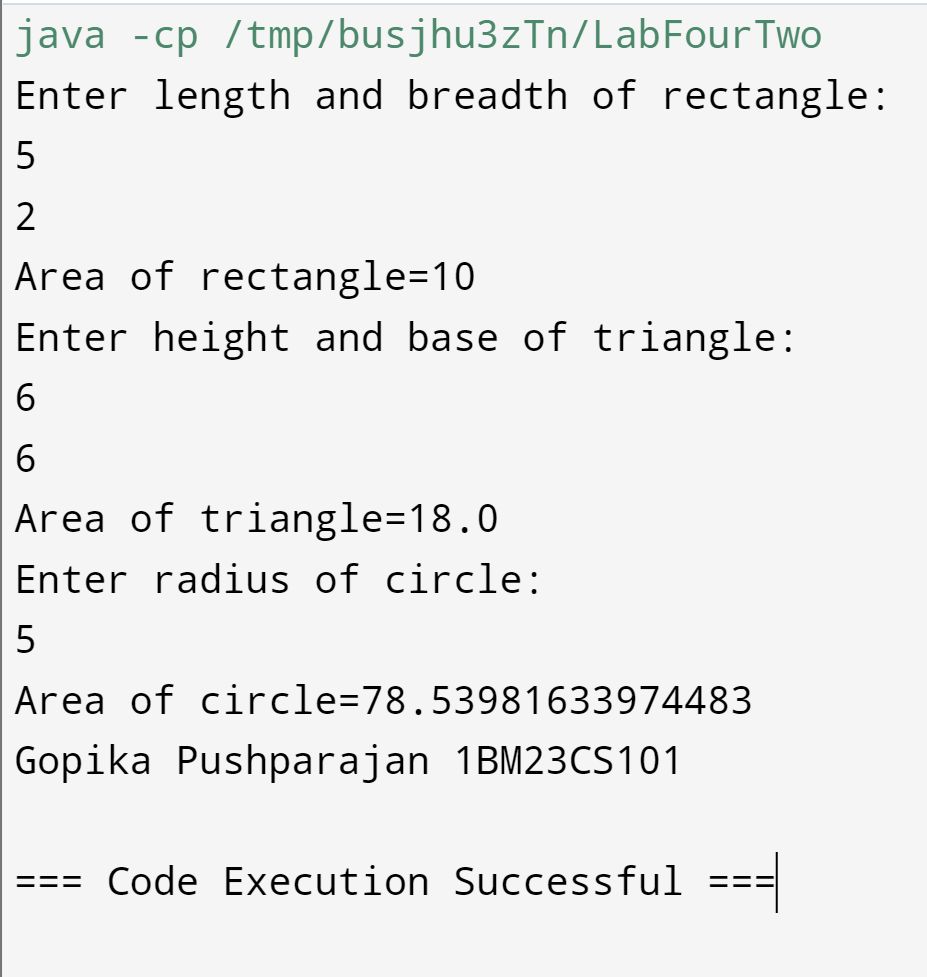 java -cp /tmp/busjhu3zTn/LabFourTwo
Enter length and breadth of rectangle:
5
2
Area of rectangle=10
Enter height and base of triangle:
6
6
Area of triangle=18.0
Enter radius of circle:
5
Area of circle=78.53981633974483
Gopika Pushparajan 1BM23CS101
=== Code Execution Successful ===